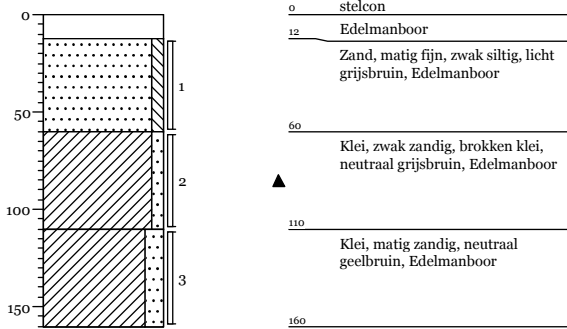 0
50
100
150
1
2
3
0 stelcon
12 Edelmanboor
Zand, matig fijn, zwak siltig, licht
grijsbruin, Edelmanboor
60
Klei, zwak zandig, brokken klei,
neutraal grijsbruin, Edelmanboor
110
Klei, matig zandig, neutraal
geelbruin, Edelmanboor
160